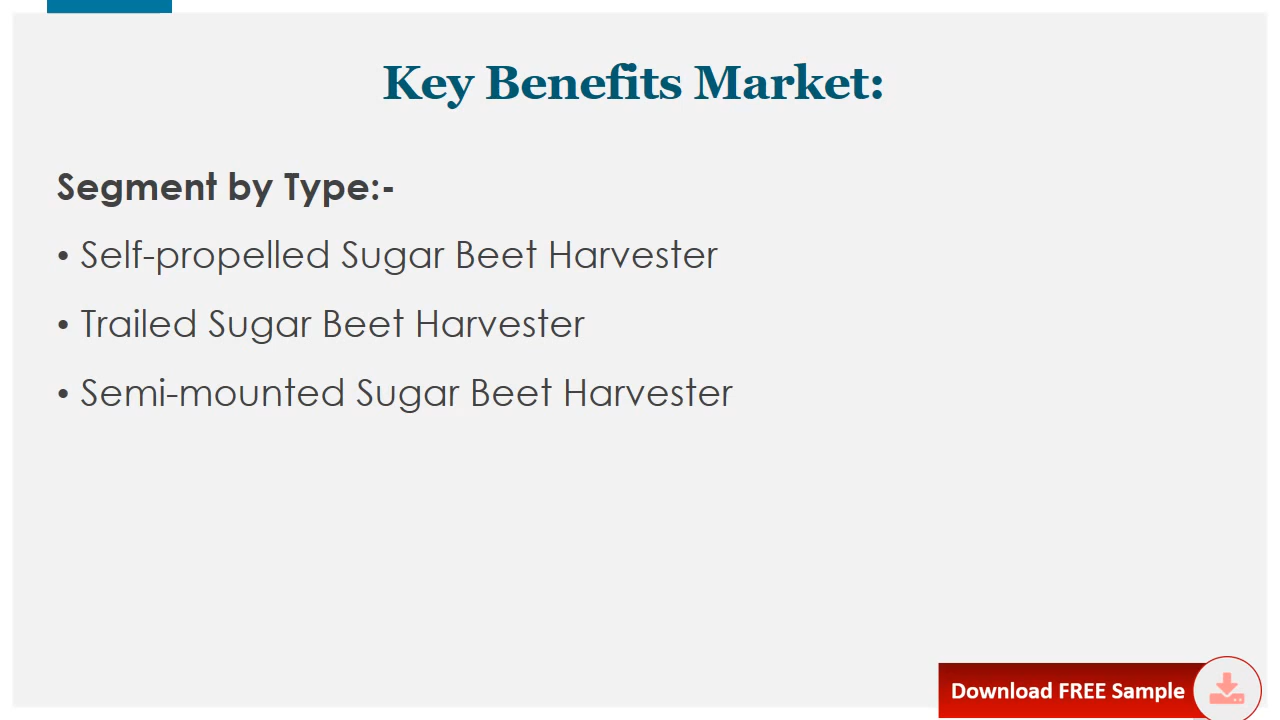 Key Benefits Market:
Segment by Type:-
• Self-propelled Sugar Beet Harvester
• Trailed Sugar Beet Harvester
• Semi-mounted Sugar Beet Harvester
Download FREE Sample